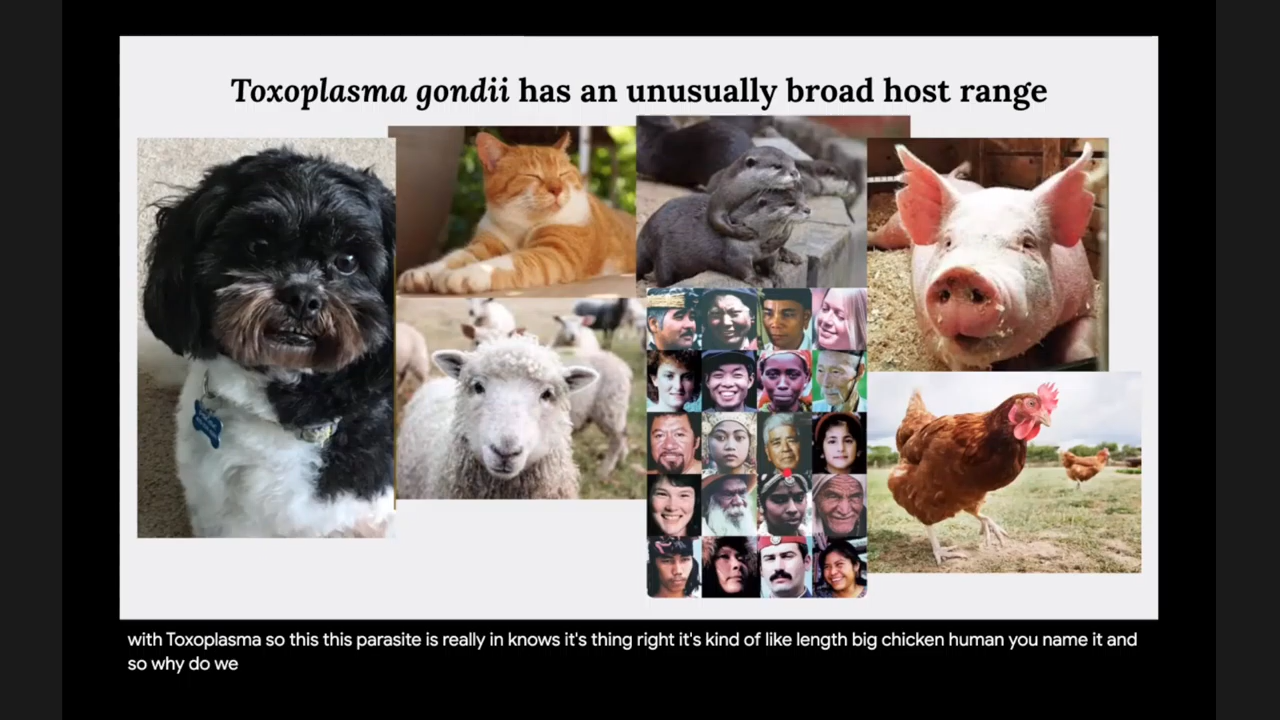 Toxoplasma gondii has an unusually broad host range
with Toxoplasma so this this parasite is really in knows it's thing right it's kind of like length big chicken human you name it and
so why do we